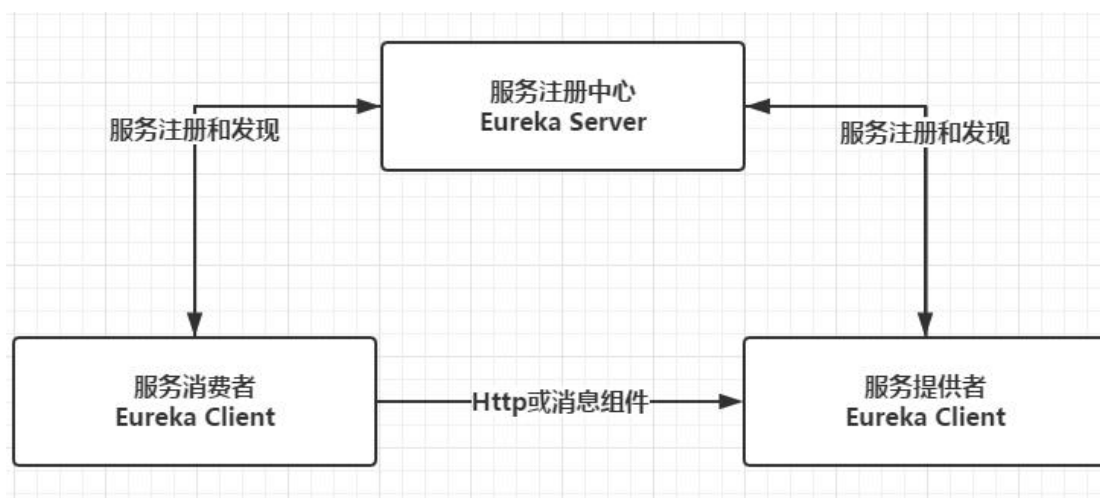 服务注册中心
Eureka Server
服务注册和发现
服务注册和发现
服务消费者
Eureka Client
Http或消息组件
服务提供者
Eureka Client